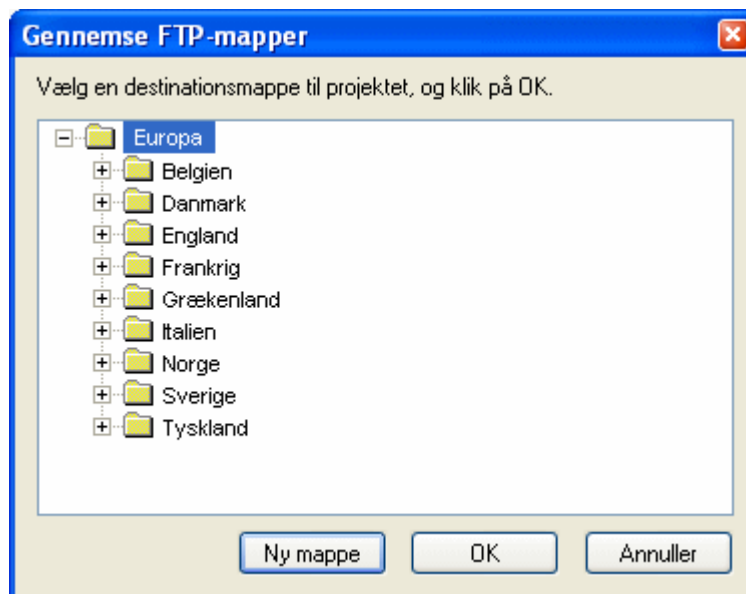 Gennemse FTP-mapper
Vælg en destinationsmappe til projektet, og klik på OK.
Europa
Belgien
Danmark
England
Frankrig
Grækenland
Italien
Norge
Sverige
Tyskland
Ny mappe OK Annuller